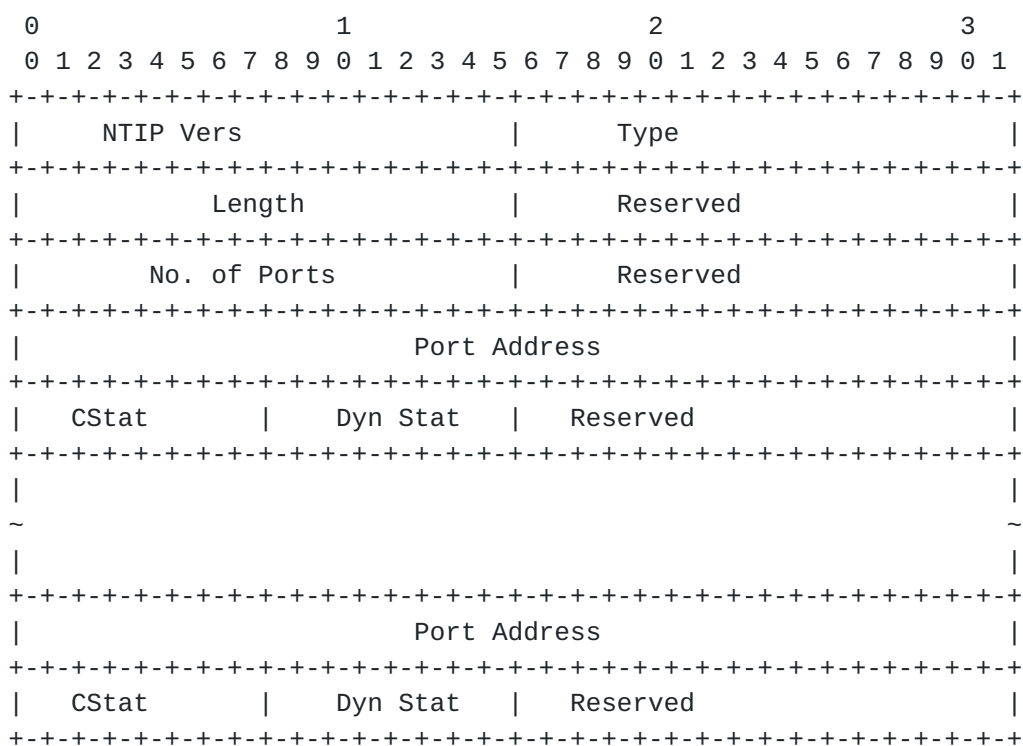 0                   1                   2                   3
 0 1 2 3 4 5 6 7 8 9 0 1 2 3 4 5 6 7 8 9 0 1 2 3 4 5 6 7 8 9 0 1
+-+-+-+-+-+-+-+-+-+-+-+-+-+-+-+-+-+-+-+-+-+-+-+-+-+-+-+-+-+-+-+-+
|     NTIP Vers                 |      Type                     |
+-+-+-+-+-+-+-+-+-+-+-+-+-+-+-+-+-+-+-+-+-+-+-+-+-+-+-+-+-+-+-+-+
|            Length             |      Reserved                 |
+-+-+-+-+-+-+-+-+-+-+-+-+-+-+-+-+-+-+-+-+-+-+-+-+-+-+-+-+-+-+-+-+
|        No. of Ports           |      Reserved                 |
+-+-+-+-+-+-+-+-+-+-+-+-+-+-+-+-+-+-+-+-+-+-+-+-+-+-+-+-+-+-+-+-+
|                         Port Address                          |
+-+-+-+-+-+-+-+-+-+-+-+-+-+-+-+-+-+-+-+-+-+-+-+-+-+-+-+-+-+-+-+-+
|   CStat       |    Dyn Stat   |   Reserved                    |
+-+-+-+-+-+-+-+-+-+-+-+-+-+-+-+-+-+-+-+-+-+-+-+-+-+-+-+-+-+-+-+-+
|                                                               |
~                                                               ~
|                                                               |
+-+-+-+-+-+-+-+-+-+-+-+-+-+-+-+-+-+-+-+-+-+-+-+-+-+-+-+-+-+-+-+-+
|                         Port Address                          |
+-+-+-+-+-+-+-+-+-+-+-+-+-+-+-+-+-+-+-+-+-+-+-+-+-+-+-+-+-+-+-+-+
|   CStat       |    Dyn Stat   |   Reserved                    |
+-+-+-+-+-+-+-+-+-+-+-+-+-+-+-+-+-+-+-+-+-+-+-+-+-+-+-+-+-+-+-+-+